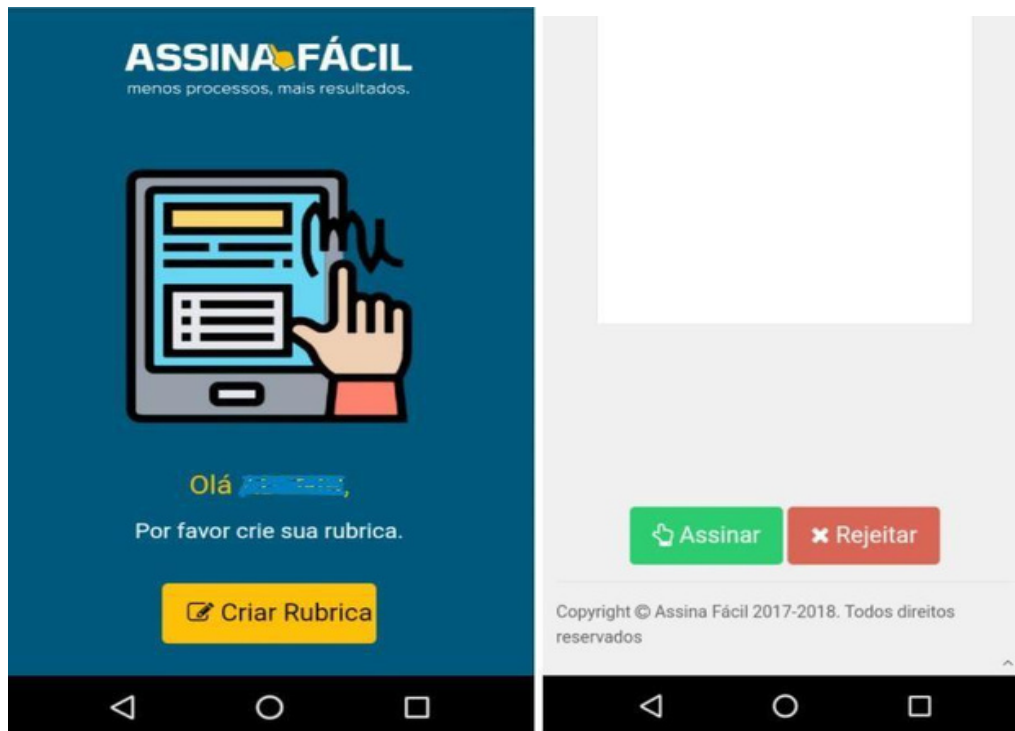 ASSINA FÁCIL
menos processos, mais resultados.
Olá
Por favor crie sua rubrica.
Criar Rubrica
Assinar
Rejeitar
Copyright © Assina Fácil 2017-2018. Todos direitos
reservados